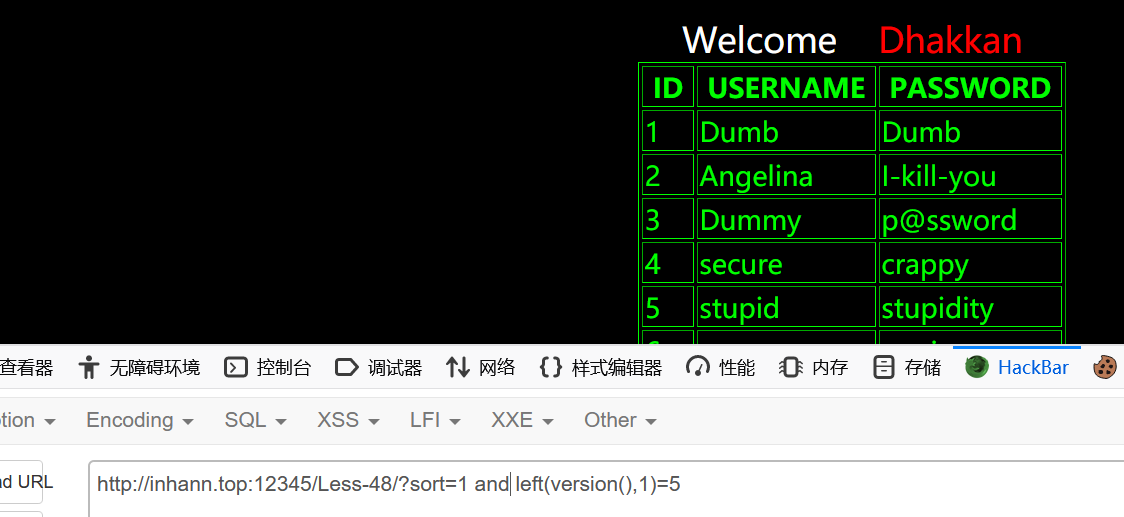 Welcome Dhakkan
ID USERNAME PASSWORD
1 Dumb Dumb
2 Angelina I-kill-you
3 Dummy p@ssword
4 secure crappy
5 stupid stupidity
查看器 无障碍环境 控制台 调试器 网络 样式编辑器 性能 内存 存储 HackBar
Encoding SQL XSS LFI XXE Other
URL
http://inhann.top:12345/Less-48/?sort=1 and left(version(),1)=5